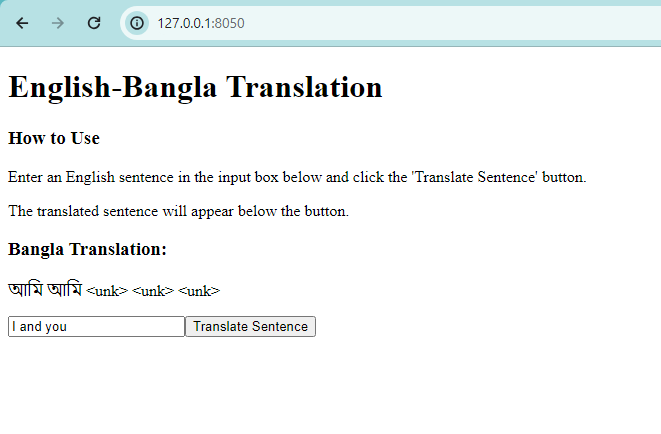 127.0.0.1:8050
English-Bangla Translation
How to Use
Enter an English sentence in the input box below and click the 'Translate Sentence' button.
The translated sentence will appear below the button.
Bangla Translation:
আমি আমি <unk> <unk> <unk>
I and you Translate Sentence